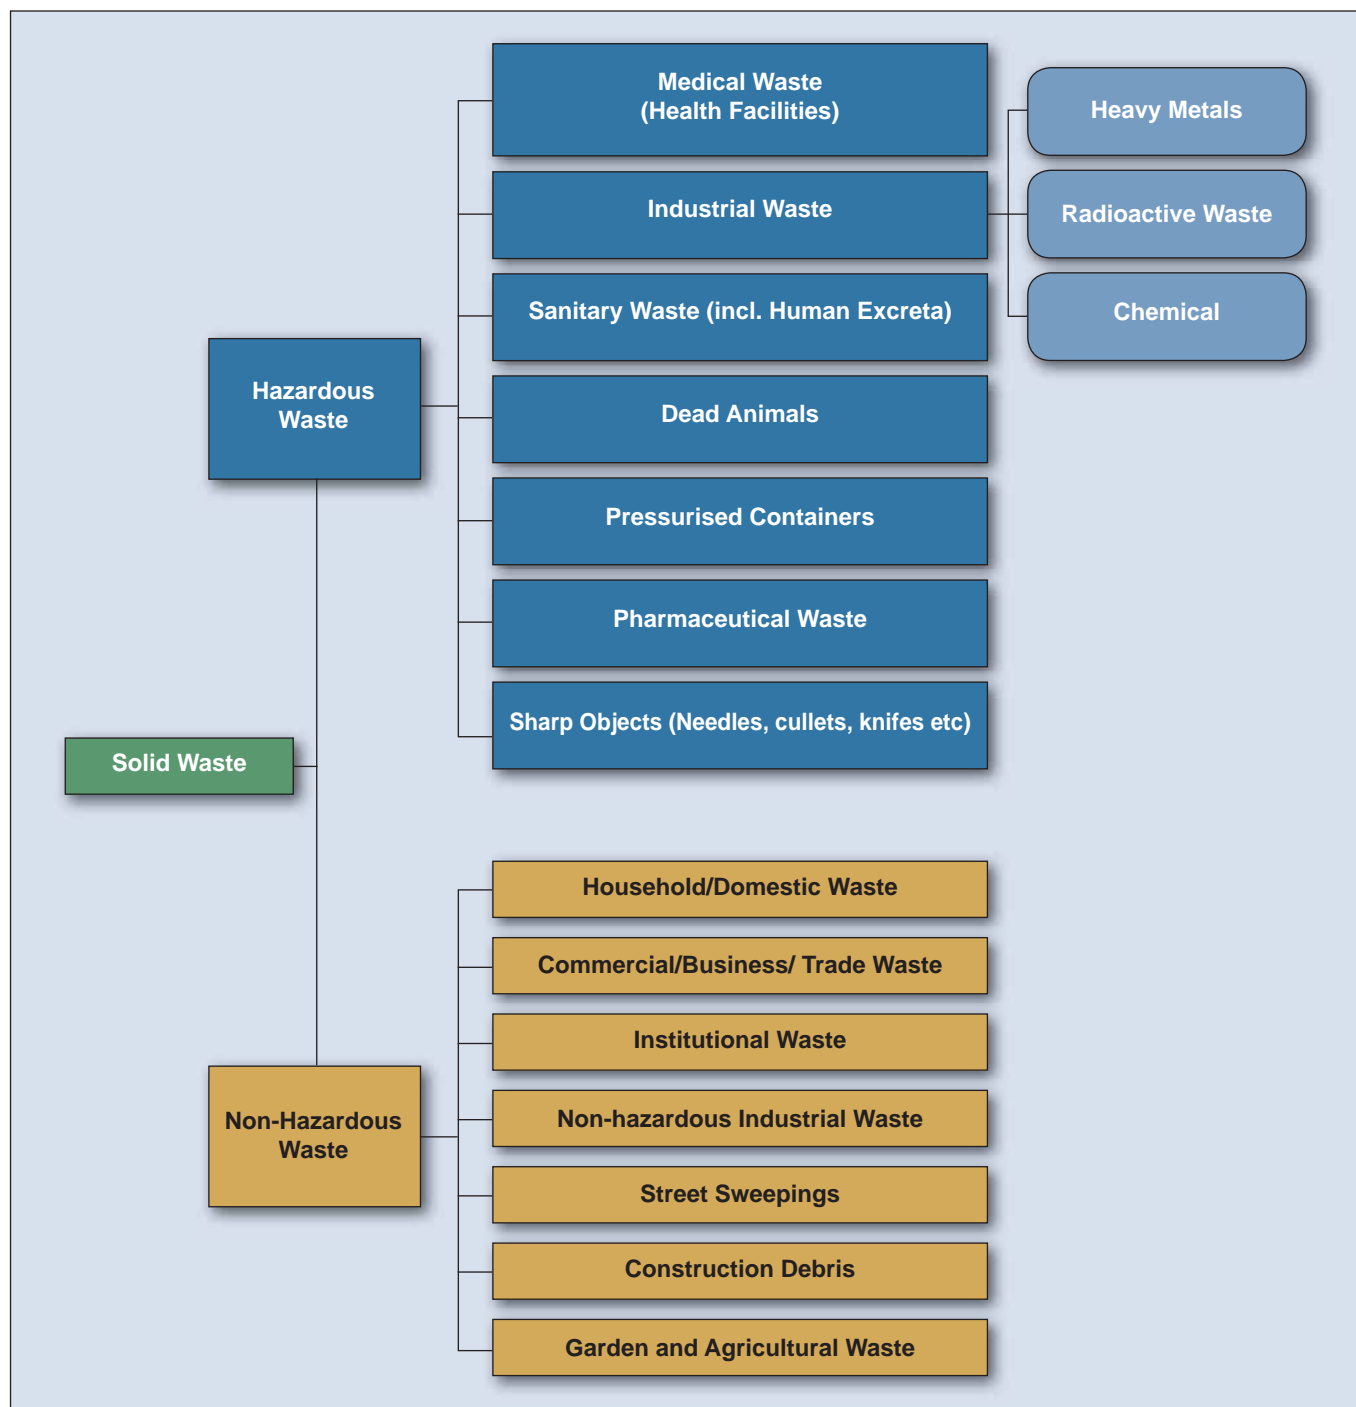 Medical Waste
(Health Facilities)
Heavy Metals
Industrial Waste
Radioactive Waste
Sanitary Waste (incl. Human Excreta)
Chemical
Hazardous
Waste
Dead Animals
Pressurised Containers
Pharmaceutical Waste
Sharp Objects (Needles, cullets, knifes etc)
Solid Waste
Household/Domestic Waste
Commercial/Business/ Trade Waste
Institutional Waste
Non-Hazardous
Waste
Non-hazardous Industrial Waste
Street Sweepings
Construction Debris
Garden and Agricultural Waste